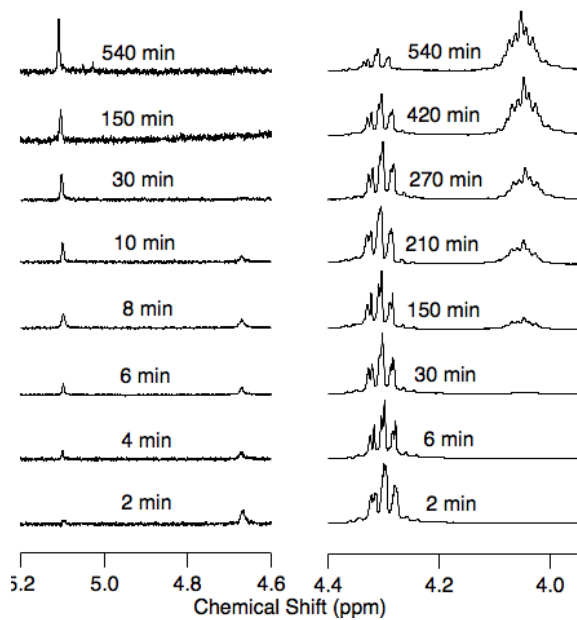 540 min 540 min
150 min 420 min
30 min 270 min
10 min 210 min
8 min 150 min
6 min 30 min
4 min 6 min
2 min 2 min
5.2 5.0 4.8 4.6 4.4 4.2 4.0
Chemical Shift (ppm)